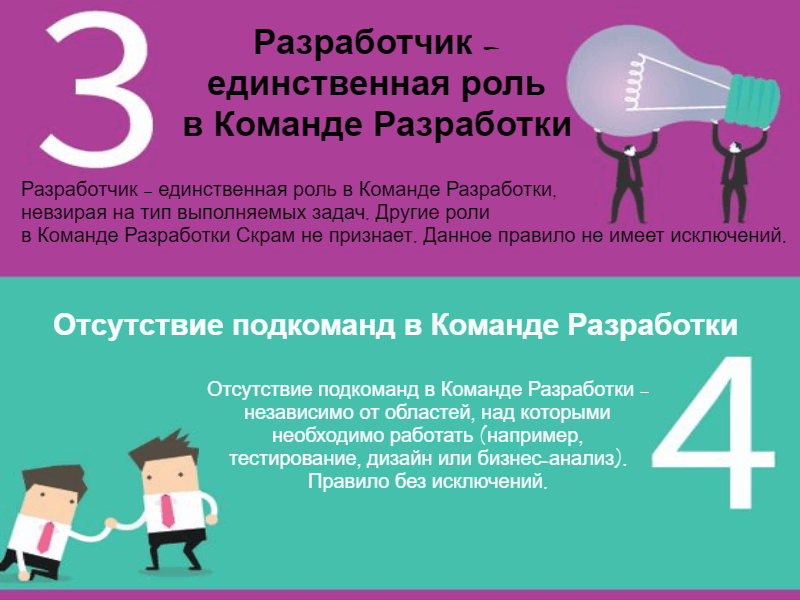 3
Разработчик –
единственная роль
в Команде Разработки
Разработчик – единственная роль в Команде Разработки,
невзирая на тип выполняемых задач. Другие роли
в Команде Разработки Скрам не признает. Данное правило не имеет исключений.
Отсутствие подкоманд в Команде Разработки
Отсутствие подкоманд в Команде Разработки –
независимо от областей, над которыми
необходимо работать (например,
тестирование, дизайн или бизнес-анализ).
Правило без исключений.
4